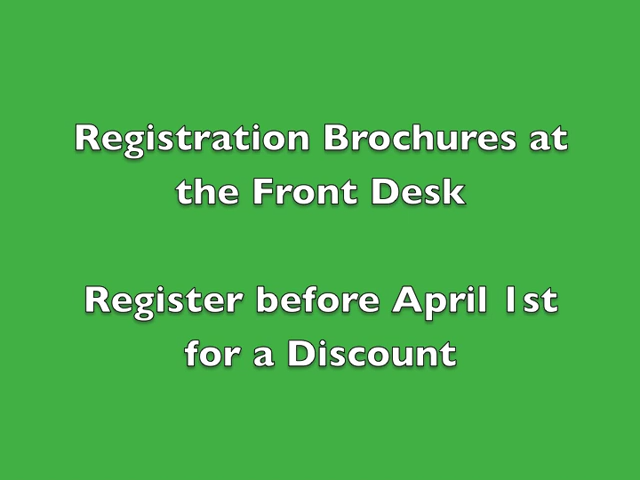 Registration Brochures at
the Front Desk
Register before April 1st
for a Discount